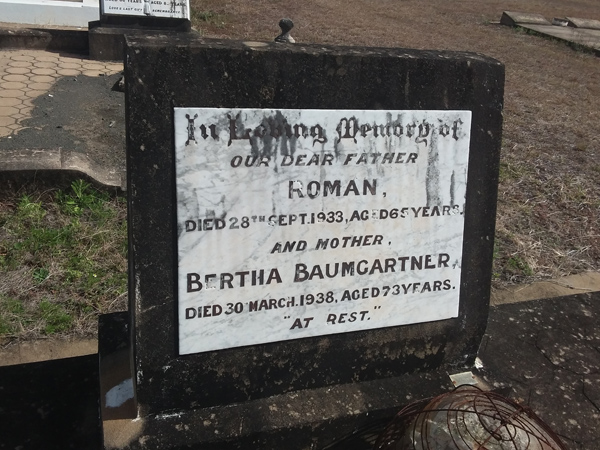 In Loving Memory of
OUR DEAR FATHER
ROMAN,
DIED 28TH SEPT. 1933, AGED 65 YEARS.
AND MOTHER,
BERTHA BAUMGARTNER,
DIED 30TH MARCH. 1938, AGED 73 YEARS.
"AT REST."